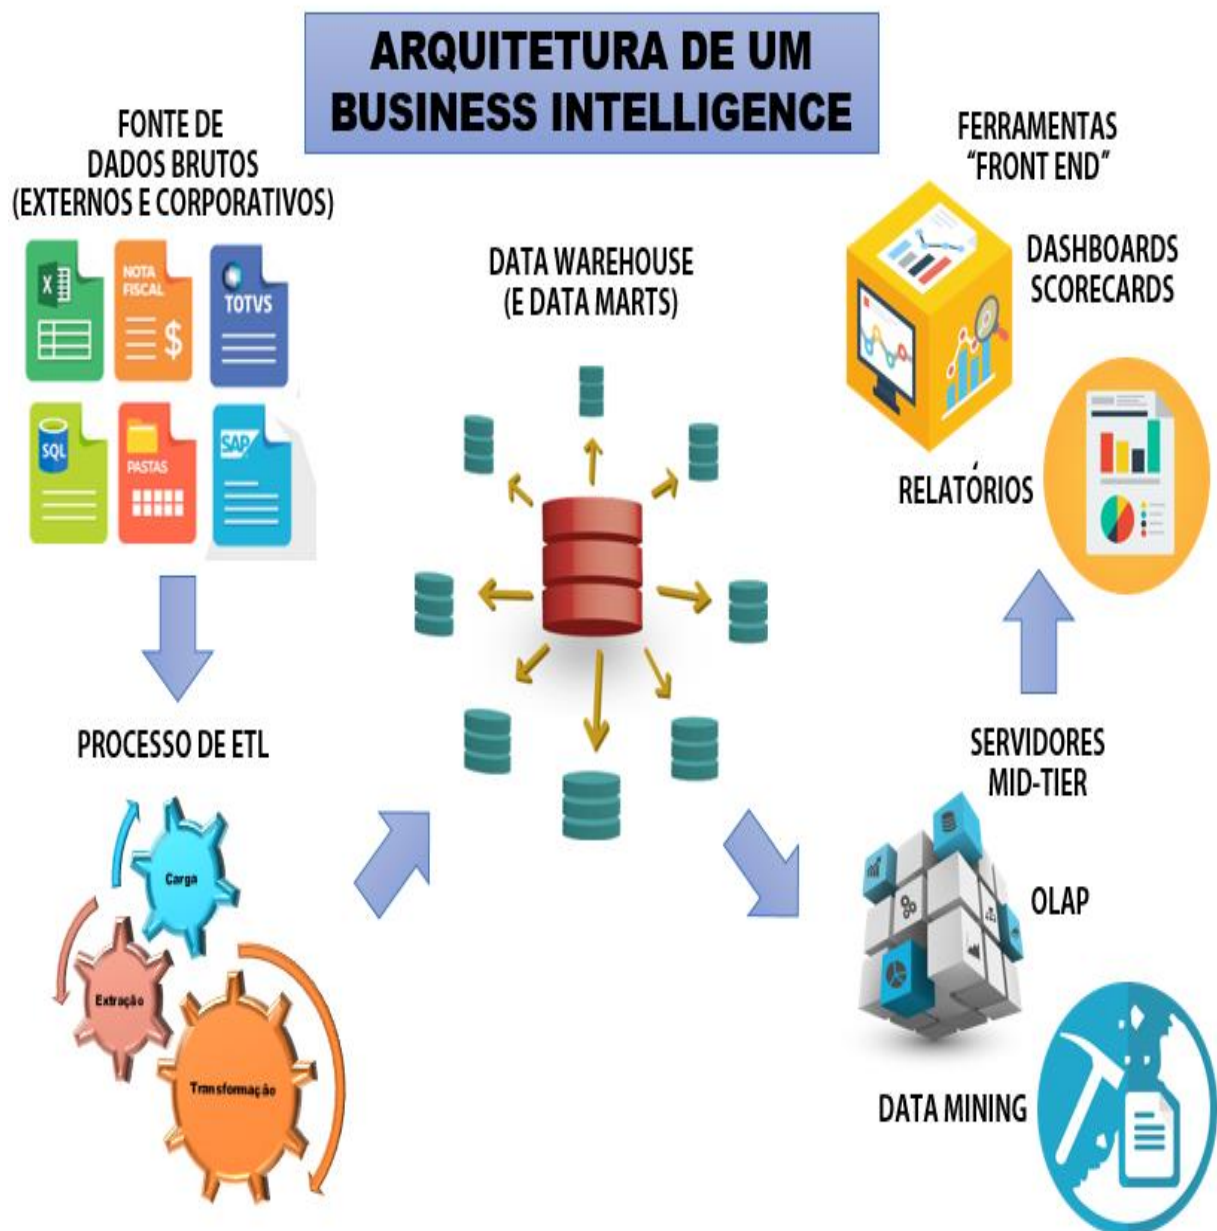 ARQUITETURA DE UM
BUSINESS INTELLIGENCE
FONTE DE
DADOS BRUTOS
(EXTERNOS E CORPORATIVOS)
NOTA
FISCAL
$
TOTVS
SQL
PASTAS
SAP
PROCESSO DE ETL
Carga
Extração
Transformação
DATA WAREHOUSE
(E DATA MARTS)
FERRAMENTAS
“FRONT END”
DASHBOARDS
SCORECARDS
RELATÓRIOS
SERVIDORES
MID-TIER
OLAP
DATA MINING